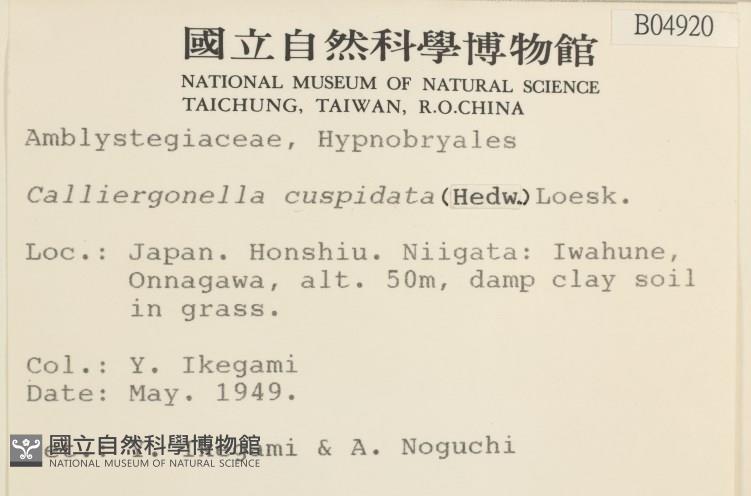 B04920
國立自然科學博物館
NATIONAL MUSEUM OF NATURAL SCIENCE
TAICHUNG, TAIWAN, R.O.CHINA
Amblystegiaceae, Hypnobryales
Calliergonella cuspidata (Hedw.) Loesk.
Loc.: Japan. Honshiu. Niigata: Iwahune,
Onnagawa, alt. 50m, damp clay soil
in grass.
Col.: Y. Ikegami
Date: May. 1949.
Y. Ikegami & A. Noguchi
國立自然科學博物館
NATIONAL MUSEUM OF NATURAL SCIENCE